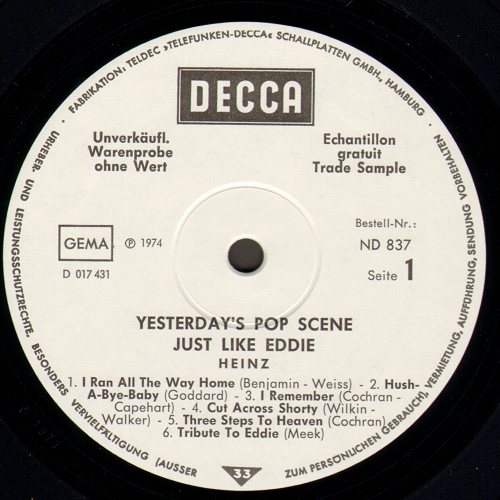 · FABRIKATION: TELDEC »TELEFUNKEN-DECCA« SCHALLPLATTEN GMBH., HAMBURG ·
URHEBER- UND LEISTUNGSSCHUTZRECHTE. BESONDERS VERVIELFÄLTIGUNG (AUSSER
ZUM PERSÖNLICHEN GEBRAUCH), VERMIETUNG, AUFFÜHRUNG, SENDUNG VORBEHALTEN
DECCA
Unverkäufl.
Warenprobe
ohne Wert
Echantillon
gratuit
Trade Sample
GEMA
℗ 1974
D 017 431
Bestell-Nr.:
ND 837
Seite 1
YESTERDAY'S POP SCENE
JUST LIKE EDDIE
HEINZ
1. I Ran All The Way Home (Benjamin - Weiss) - 2. Hush-
A-Bye-Baby (Goddard) - 3. I Remember (Cochran -
Capehart) - 4. Cut Across Shorty (Wilkin -
Walker) - 5. Three Steps To Heaven (Cochran)
6. Tribute To Eddie (Meek)
33